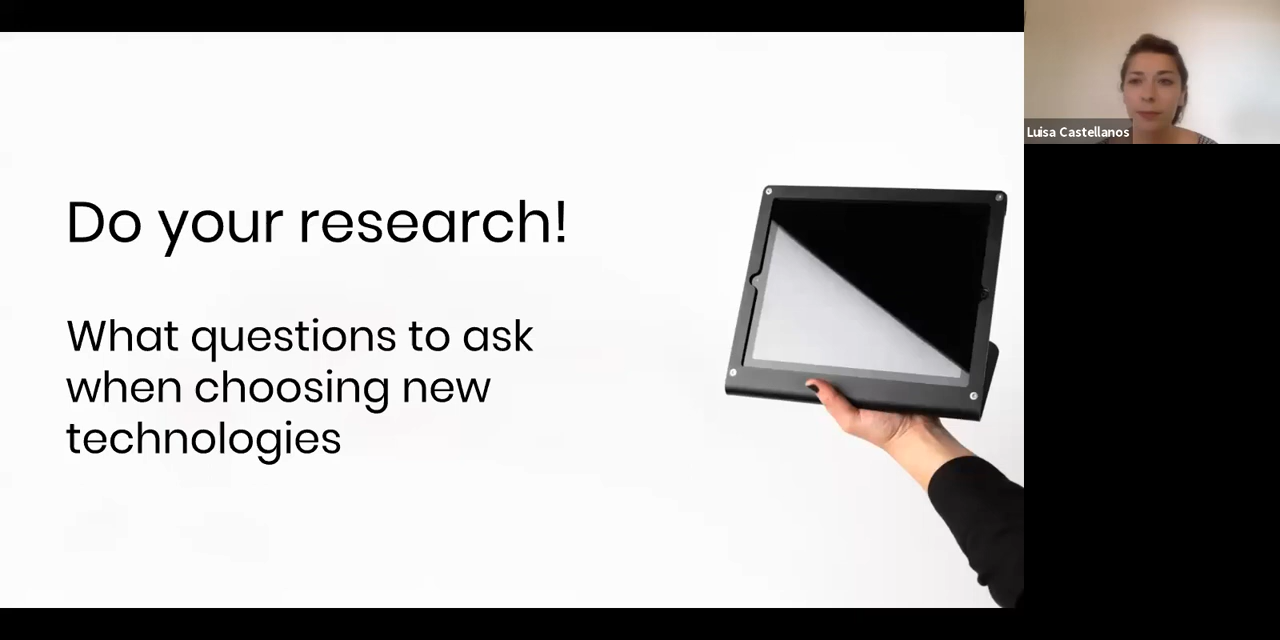 Do your research!
What questions to ask
when choosing new
technologies
Luisa Castellanos